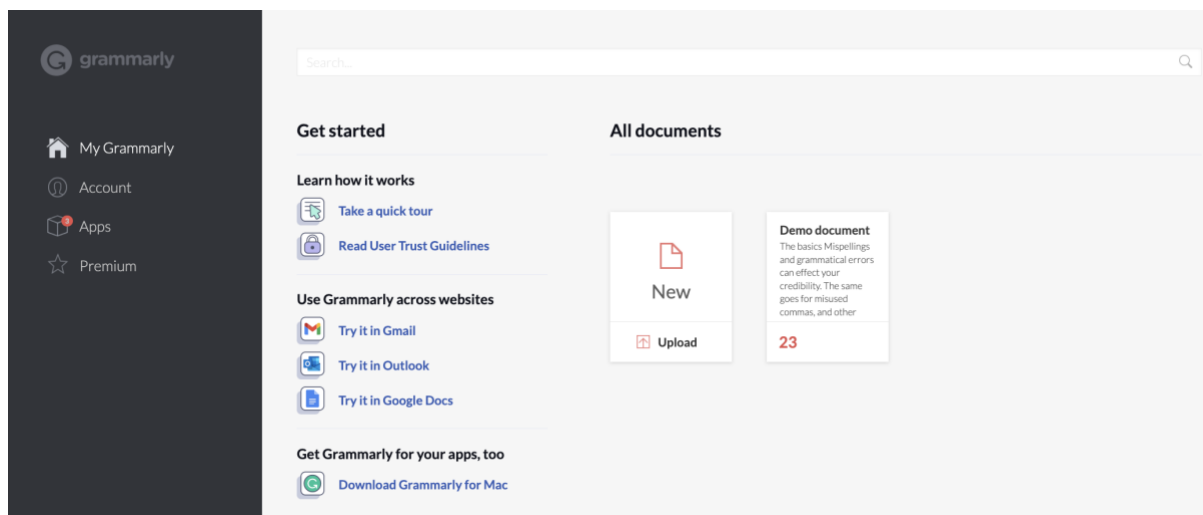 grammarly
My Grammarly
Account
3
Apps
Premium
Search...
Get started
Learn how it works
Take a quick tour
Read User Trust Guidelines
Use Grammarly across websites
Try it in Gmail
Try it in Outlook
Try it in Google Docs
Get Grammarly for your apps, too
Download Grammarly for Mac
All documents
New
Upload
Demo document
The basics Mispellings
and grammatical errors
can effect your
credibility. The same
goes for misused
commas, and other
23